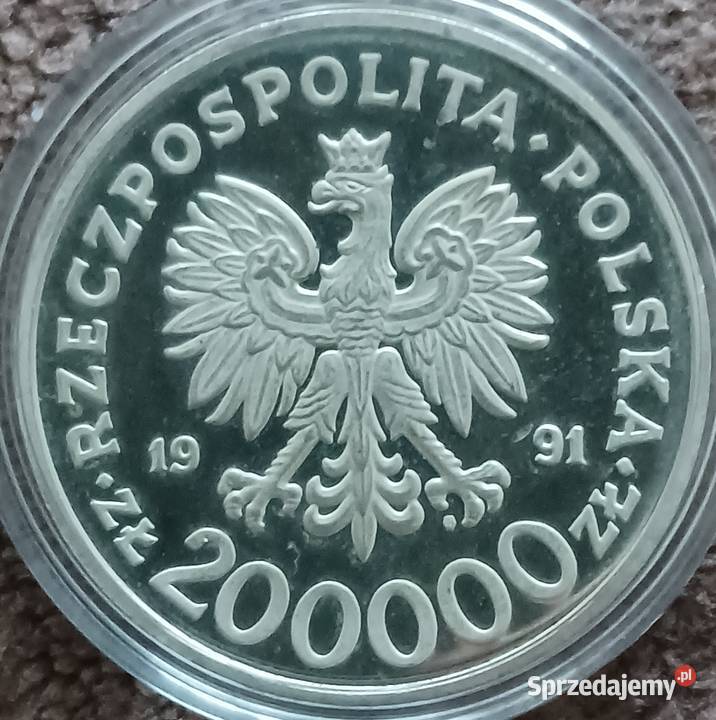 RZECZPOSPOLITA · POLSKA
19 91
· ZŁ 200000 ZŁ ·
Sprzedajemy.pl